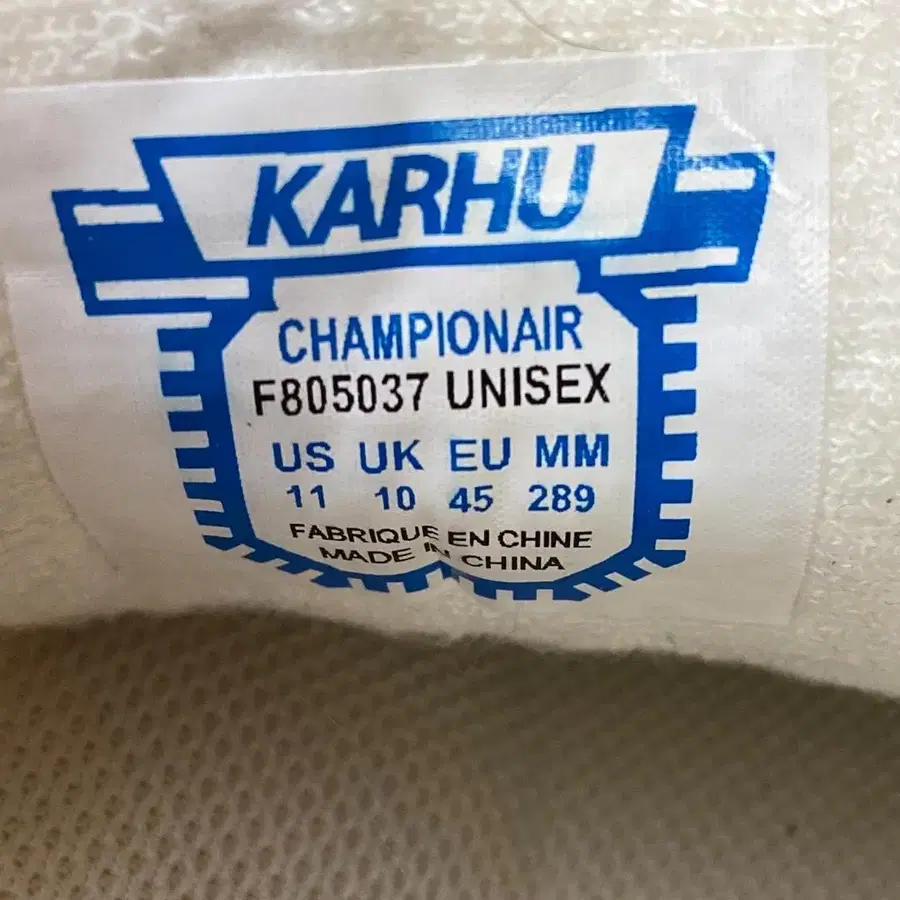 KARHU
CHAMPIONAIR
F805037 UNISEX
US UK EU MM
11 10 45 289
FABRIQUE EN CHINE
MADE IN CHINA